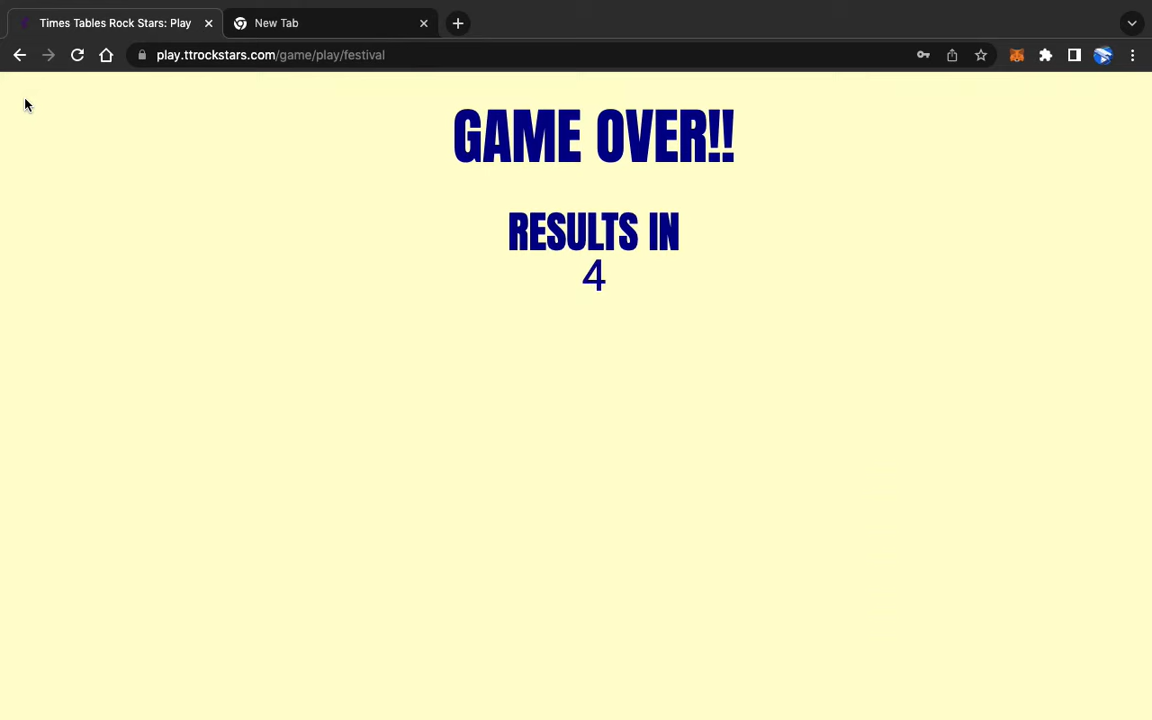 Times Tables Rock Stars: Play
New Tab
play.ttrockstars.com/game/play/festival
GAME OVER!!
RESULTS IN
4